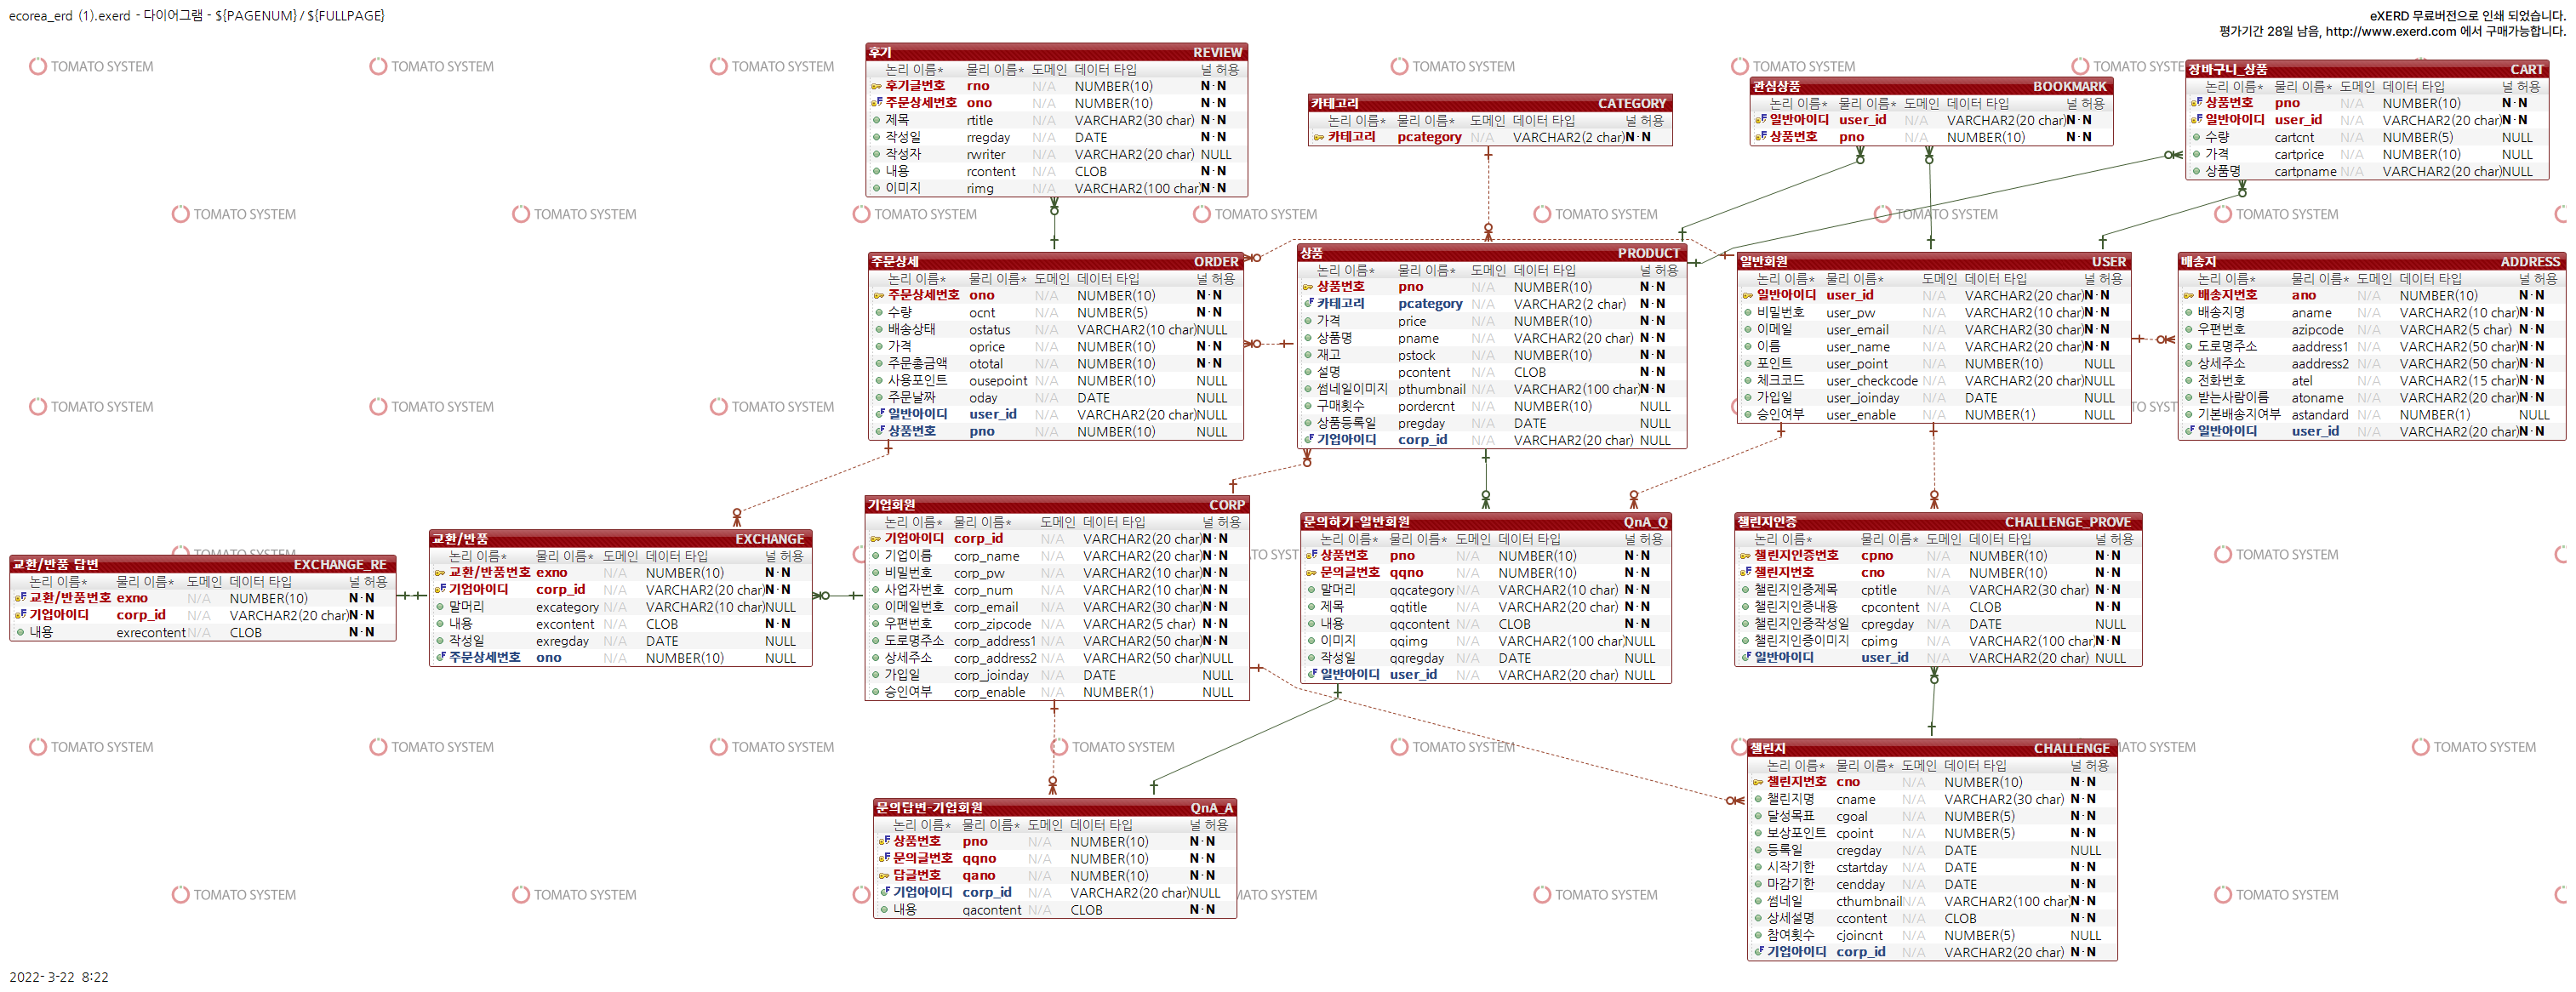 ecorea_erd (1).exerd - 다이어그램 - ${PAGENUM} / ${FULLPAGE}
eXERD 무료버전으로 인쇄 되었습니다.
평가기간 28일 남음, http://www.exerd.com 에서 구매가능합니다.
TOMATO SYSTEM
후기 REVIEW
논리 이름* 물리 이름* 도메인 데이터 타입 널 허용
후기글번호 rno N/A NUMBER(10) N·N
주문상세번호 ono N/A NUMBER(10) N·N
제목 rtitle N/A VARCHAR2(30 char) N·N
작성일 rregday N/A DATE N·N
작성자 rwriter N/A VARCHAR2(20 char) NULL
내용 rcontent N/A CLOB N·N
이미지 rimg N/A VARCHAR2(100 char) N·N
카테고리 CATEGORY
논리 이름* 물리 이름* 도메인 데이터 타입 널 허용
카테고리 pcategory N/A VARCHAR2(2 char) N·N
관심상품 BOOKMARK
논리 이름* 물리 이름* 도메인 데이터 타입 널 허용
일반아이디 user_id N/A VARCHAR2(20 char) N·N
상품번호 pno N/A NUMBER(10) N·N
장바구니_상품 CART
논리 이름* 물리 이름* 도메인 데이터 타입 널 허용
상품번호 pno N/A NUMBER(10) N·N
일반아이디 user_id N/A VARCHAR2(20 char) N·N
수량 cartcnt N/A NUMBER(5) NULL
가격 cartprice N/A NUMBER(10) NULL
상품명 cartpname N/A VARCHAR2(20 char) NULL
주문상세 ORDER
논리 이름* 물리 이름* 도메인 데이터 타입 널 허용
주문상세번호 ono N/A NUMBER(10) N·N
수량 ocnt N/A NUMBER(5) N·N
배송상태 ostatus N/A VARCHAR2(10 char) NULL
가격 oprice N/A NUMBER(10) N·N
주문총금액 ototal N/A NUMBER(10) N·N
사용포인트 ousepoint N/A NUMBER(10) NULL
주문날짜 oday N/A DATE NULL
일반아이디 user_id N/A VARCHAR2(20 char) NULL
상품번호 pno N/A NUMBER(10) NULL
상품 PRODUCT
논리 이름* 물리 이름* 도메인 데이터 타입 널 허용
상품번호 pno N/A NUMBER(10) N·N
카테고리 pcategory N/A VARCHAR2(2 char) N·N
가격 price N/A NUMBER(10) N·N
상품명 pname N/A VARCHAR2(20 char) N·N
재고 pstock N/A NUMBER(10) N·N
설명 pcontent N/A CLOB N·N
썸네일이미지 pthumbnail N/A VARCHAR2(100 char) N·N
구매횟수 pordercnt N/A NUMBER(10) NULL
상품등록일 pregday N/A DATE NULL
기업아이디 corp_id N/A VARCHAR2(20 char) NULL
일반회원 USER
논리 이름* 물리 이름* 도메인 데이터 타입 널 허용
일반아이디 user_id N/A VARCHAR2(20 char) N·N
비밀번호 user_pw N/A VARCHAR2(10 char) N·N
이메일 user_email N/A VARCHAR2(30 char) N·N
이름 user_name N/A VARCHAR2(20 char) N·N
포인트 user_point N/A NUMBER(10) NULL
체크코드 user_checkcode N/A VARCHAR2(20 char) NULL
가입일 user_joinday N/A DATE NULL
승인여부 user_enable N/A NUMBER(1) NULL
배송지 ADDRESS
논리 이름* 물리 이름* 도메인 데이터 타입 널 허용
배송지번호 ano N/A NUMBER(10) N·N
배송지명 aname N/A VARCHAR2(10 char) N·N
우편번호 azipcode N/A VARCHAR2(5 char) N·N
도로명주소 aaddress1 N/A VARCHAR2(50 char) N·N
상세주소 aaddress2 N/A VARCHAR2(50 char) N·N
전화번호 atel N/A VARCHAR2(15 char) N·N
받는사람이름 atoname N/A VARCHAR2(20 char) N·N
기본배송지여부 astandard N/A NUMBER(1) NULL
일반아이디 user_id N/A VARCHAR2(20 char) N·N
교환/반품 답변 EXCHANGE_RE
논리 이름* 물리 이름* 도메인 데이터 타입 널 허용
교환/반품번호 exno N/A NUMBER(10) N·N
기업아이디 corp_id N/A VARCHAR2(20 char) N·N
내용 exrecontent N/A CLOB N·N
교환/반품 EXCHANGE
논리 이름* 물리 이름* 도메인 데이터 타입 널 허용
교환/반품번호 exno N/A NUMBER(10) N·N
기업아이디 corp_id N/A VARCHAR2(20 char) N·N
말머리 excategory N/A VARCHAR2(10 char) NULL
내용 excontent N/A CLOB N·N
작성일 exregday N/A DATE NULL
주문상세번호 ono N/A NUMBER(10) NULL
기업회원 CORP
논리 이름* 물리 이름* 도메인 데이터 타입 널 허용
기업아이디 corp_id N/A VARCHAR2(20 char) N·N
기업이름 corp_name N/A VARCHAR2(20 char) N·N
비밀번호 corp_pw N/A VARCHAR2(10 char) N·N
사업자번호 corp_num N/A VARCHAR2(10 char) N·N
이메일번호 corp_email N/A VARCHAR2(30 char) N·N
우편번호 corp_zipcode N/A VARCHAR2(5 char) N·N
도로명주소 corp_address1 N/A VARCHAR2(50 char) N·N
상세주소 corp_address2 N/A VARCHAR2(50 char) NULL
가입일 corp_joinday N/A DATE NULL
승인여부 corp_enable N/A NUMBER(1) NULL
문의하기-일반회원 QnA_Q
논리 이름* 물리 이름* 도메인 데이터 타입 널 허용
상품번호 pno N/A NUMBER(10) N·N
문의글번호 qqno N/A NUMBER(10) N·N
말머리 qqcategory N/A VARCHAR2(10 char) N·N
제목 qqtitle N/A VARCHAR2(20 char) N·N
내용 qqcontent N/A CLOB N·N
이미지 qqimg N/A VARCHAR2(100 char) NULL
작성일 qqregday N/A DATE NULL
일반아이디 user_id N/A VARCHAR2(20 char) NULL
챌린지인증 CHALLENGE_PROVE
논리 이름* 물리 이름* 도메인 데이터 타입 널 허용
챌린지인증번호 cpno N/A NUMBER(10) N·N
챌린지번호 cno N/A NUMBER(10) N·N
챌린지인증제목 cptitle N/A VARCHAR2(30 char) N·N
챌린지인증내용 cpcontent N/A CLOB N·N
챌린지인증작성일 cpregday N/A DATE NULL
챌린지인증이미지 cpimg N/A VARCHAR2(100 char) N·N
일반아이디 user_id N/A VARCHAR2(20 char) NULL
문의답변-기업회원 QnA_A
논리 이름* 물리 이름* 도메인 데이터 타입 널 허용
상품번호 pno N/A NUMBER(10) N·N
문의글번호 qqno N/A NUMBER(10) N·N
답글번호 qano N/A NUMBER(10) N·N
기업아이디 corp_id N/A VARCHAR2(20 char) NULL
내용 qacontent N/A CLOB N·N
챌린지 CHALLENGE
논리 이름* 물리 이름* 도메인 데이터 타입 널 허용
챌린지번호 cno N/A NUMBER(10) N·N
챌린지명 cname N/A VARCHAR2(30 char) N·N
달성목표 cgoal N/A NUMBER(5) N·N
보상포인트 cpoint N/A NUMBER(5) N·N
등록일 cregday N/A DATE NULL
시작기한 cstartday N/A DATE N·N
마감기한 cendday N/A DATE N·N
썸네일 cthumbnail N/A VARCHAR2(100 char) N·N
상세설명 ccontent N/A CLOB N·N
참여횟수 cjoincnt N/A NUMBER(5) NULL
기업아이디 corp_id N/A VARCHAR2(20 char) N·N
2022- 3-22 8:22